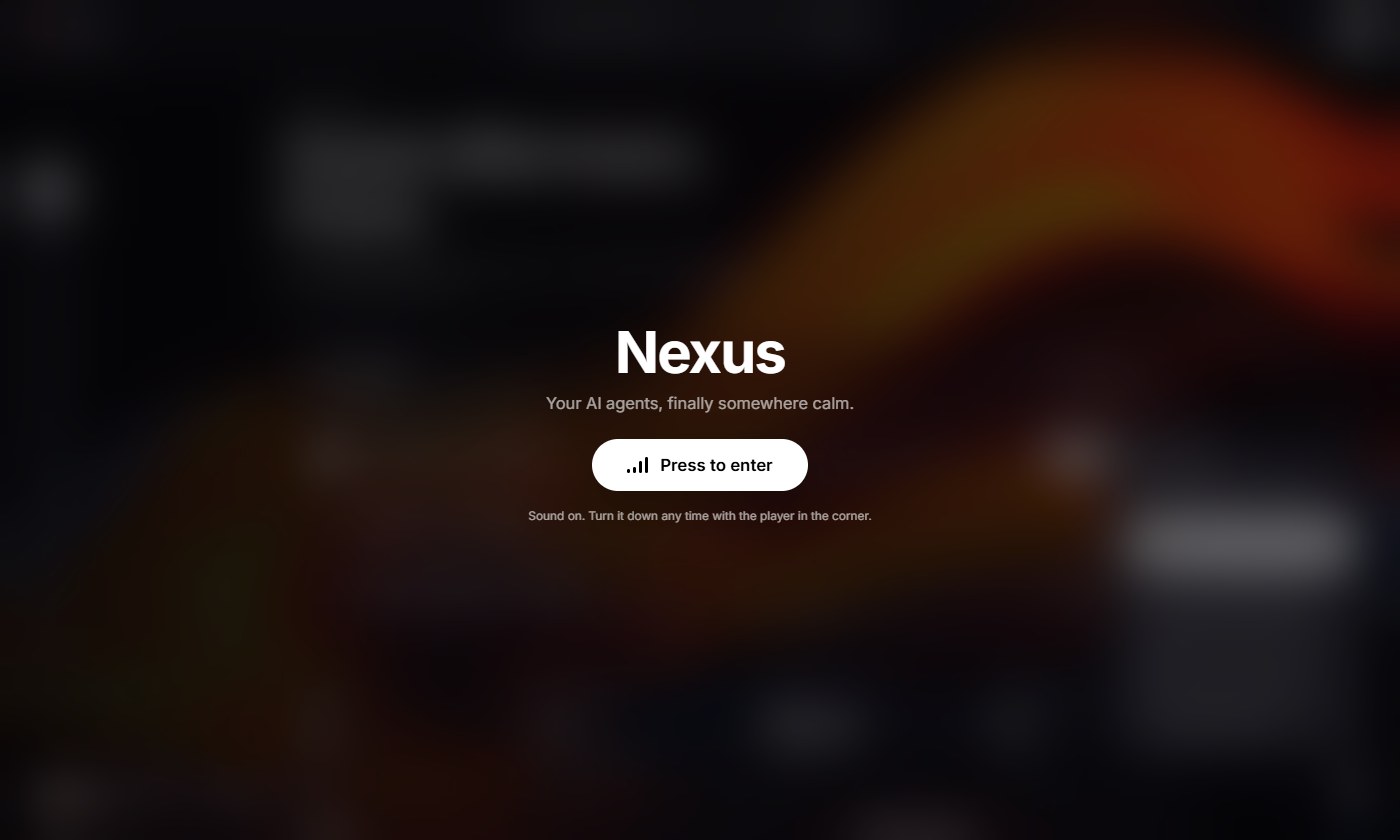 Nexus
Your AI agents, finally somewhere calm.
Press to enter
Sound on. Turn it down any time with the player in the corner.